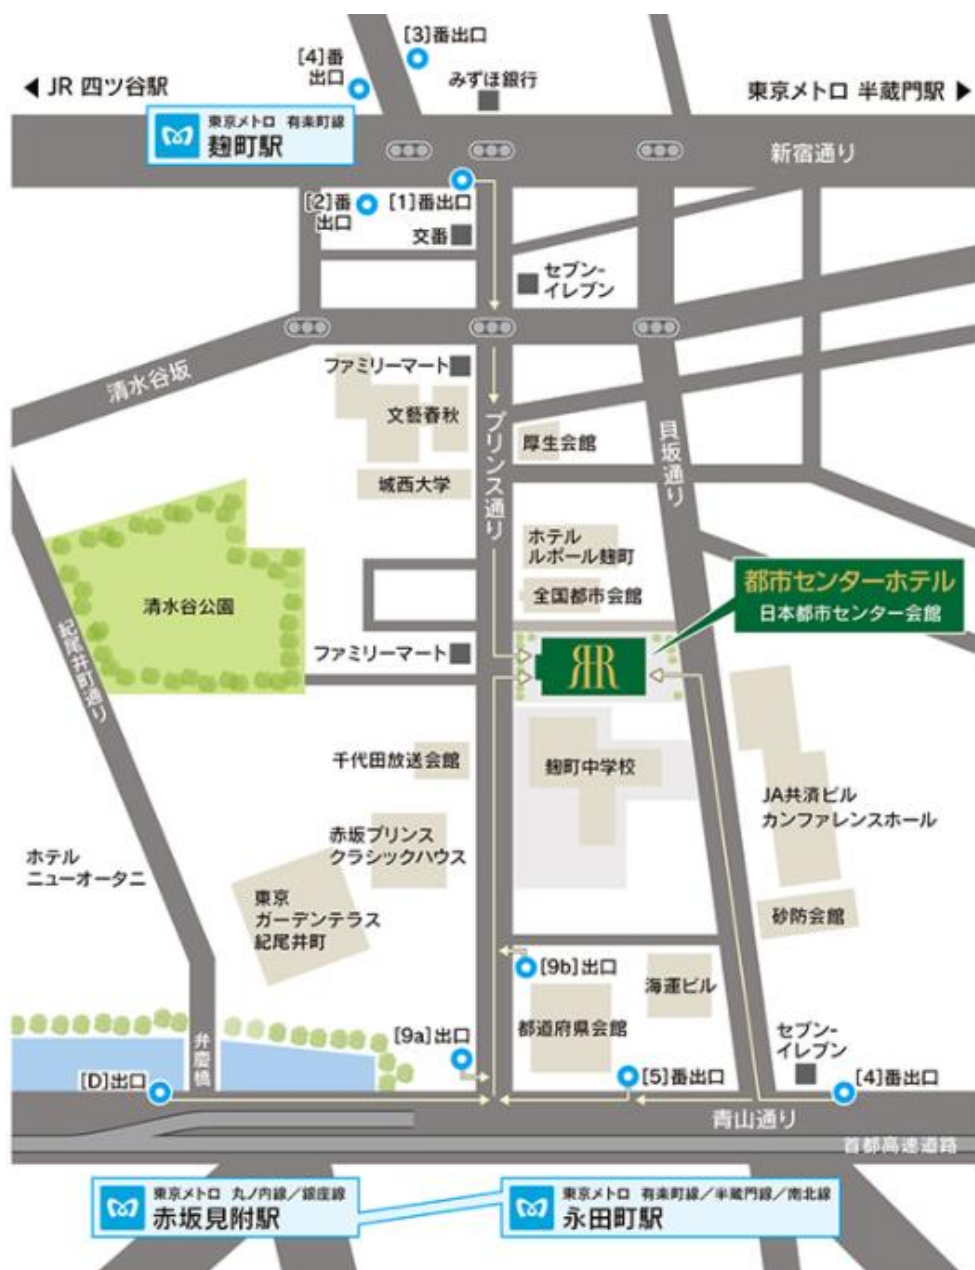 [3]番出口
[4]番
出口
みずほ銀行
◀ JR 四ツ谷駅
東京メトロ 半蔵門駅 ▶
東京メトロ 有楽町線
麹町駅
新宿通り
[2]番
出口
[1]番出口
交番
セブン-
イレブン
清水谷坂
ファミリーマート
文藝春秋
プリンス通り
貝坂通り
厚生会館
城西大学
ホテル
ルポール麹町
都市センターホテル
日本都市センター会館
清水谷公園
全国都市会館
紀尾井町通り
ファミリーマート
千代田放送会館
麹町中学校
JA共済ビル
カンファレンスホール
赤坂プリンス
クラシックハウス
ホテル
ニューオータニ
東京
ガーデンテラス
紀尾井町
砂防会館
[9b]出口
海運ビル
都道府県会館
[9a]出口
弁慶橋
セブン-
イレブン
[D]出口
[5]番出口
[4]番出口
青山通り
首都高速道路
東京メトロ 丸ノ内線/銀座線
赤坂見附駅
東京メトロ 有楽町線/半蔵門線/南北線
永田町駅